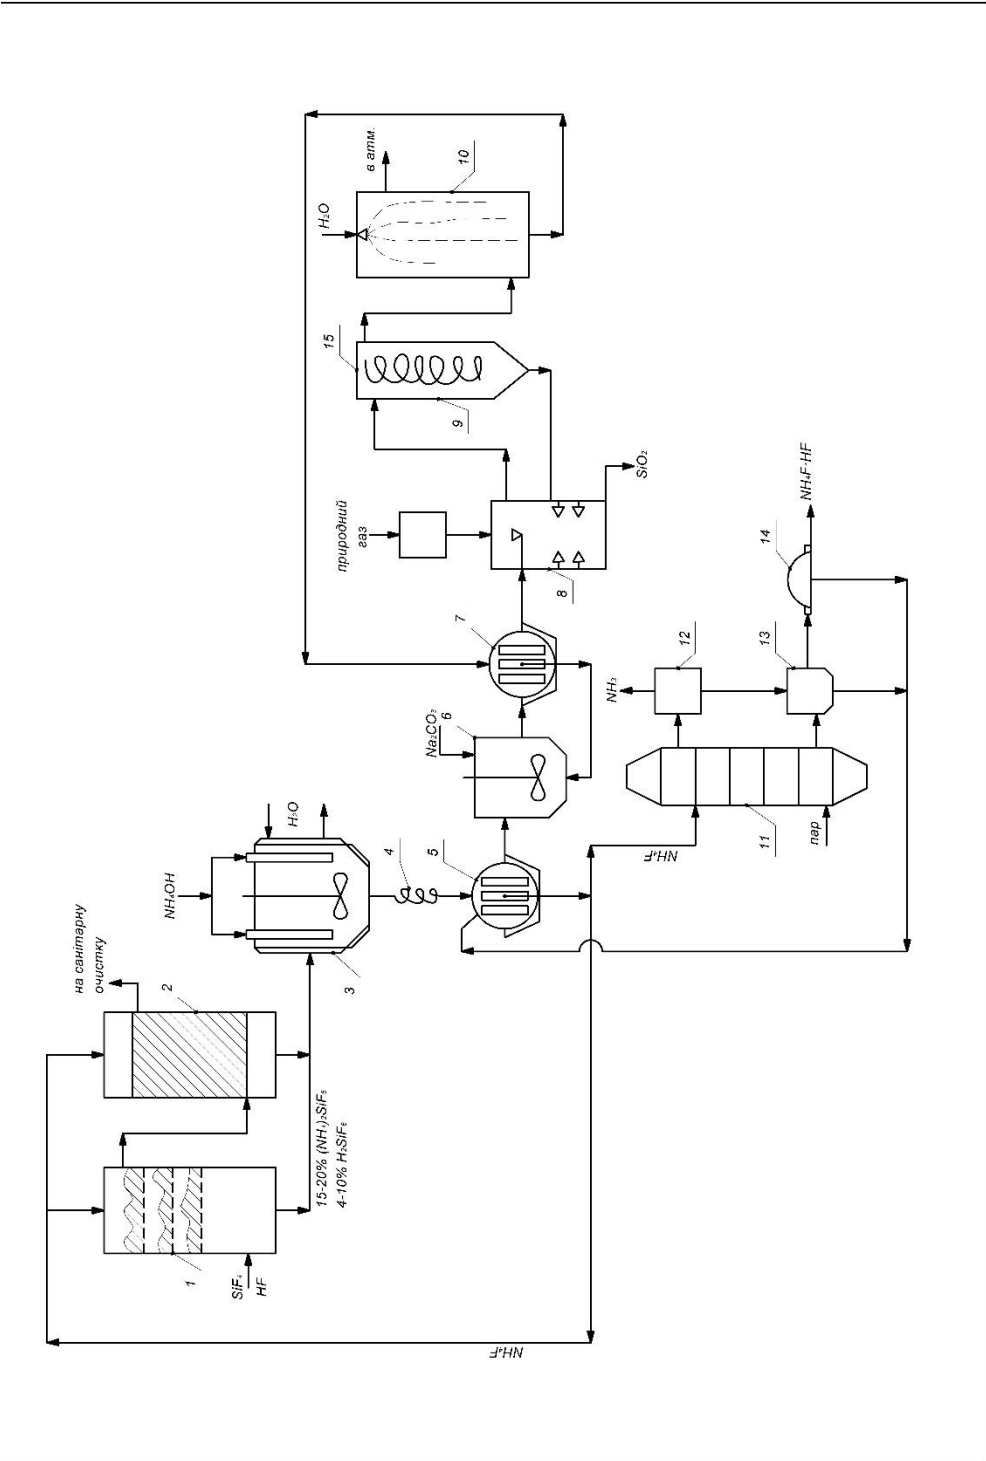 NH₄F
SiF₄
HF
1
15-20% (NH₄)₂SiF₆
4-10% H₂SiF₆
2
на санітарну
очистку
NH₄OH
H₂O
3
4
5
Na₂CO₃
6
7
природний
газ
8
SiO₂
9
15
H₂O
10
в атм.
NH₄F
пар
11
NH₃
12
13
14
NH₄F·HF